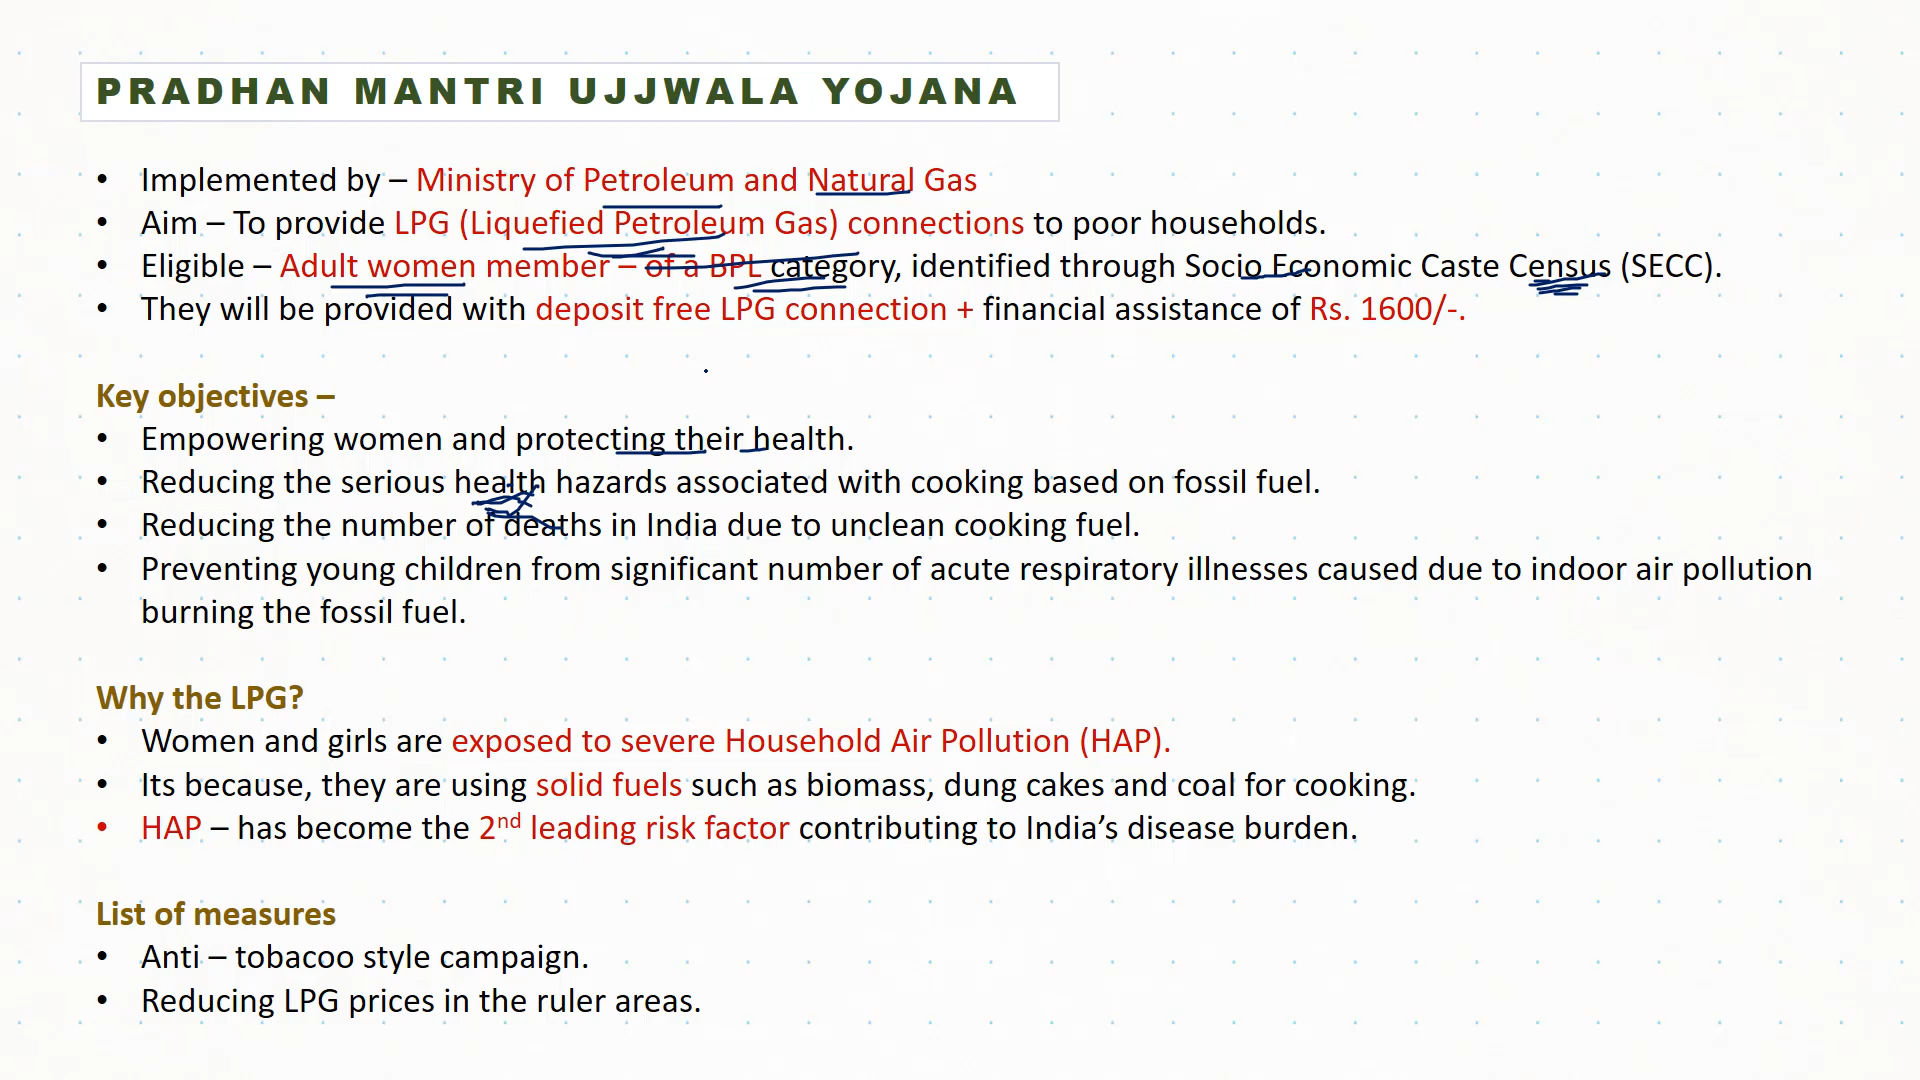 PRADHAN MANTRI UJJWALA YOJANA
• Implemented by – Ministry of Petroleum and Natural Gas
• Aim – To provide LPG (Liquefied Petroleum Gas) connections to poor households.
• Eligible – Adult women member – of a BPL category, identified through Socio Economic Caste Census (SECC).
• They will be provided with deposit free LPG connection + financial assistance of Rs. 1600/-.
Key objectives –
• Empowering women and protecting their health.
• Reducing the serious health hazards associated with cooking based on fossil fuel.
• Reducing the number of deaths in India due to unclean cooking fuel.
• Preventing young children from significant number of acute respiratory illnesses caused due to indoor air pollution
burning the fossil fuel.
Why the LPG?
• Women and girls are exposed to severe Household Air Pollution (HAP).
• Its because, they are using solid fuels such as biomass, dung cakes and coal for cooking.
• HAP – has become the 2nd leading risk factor contributing to India’s disease burden.
List of measures
• Anti – tobacoo style campaign.
• Reducing LPG prices in the ruler areas.